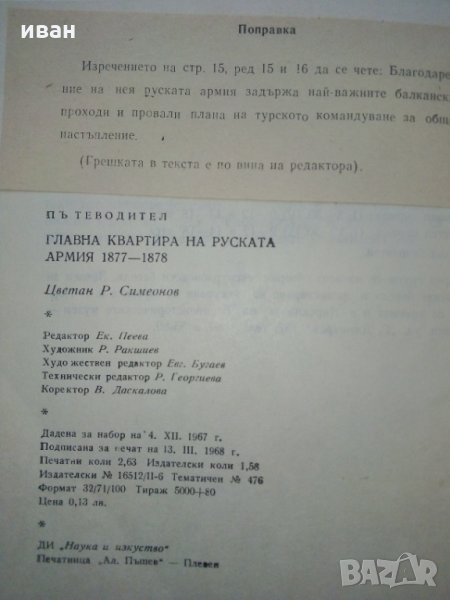 иван
Поправка
Изречението на стр. 15, ред 15 и 16 да се чете: Благодаре
ние на нея руската армия задържа най-важните балканск
проходи и провали плана на турското командуване за общо
настъпление.
(Грешката в текста е по вина на редактора).
ПЪТЕВОДИТЕЛ
ГЛАВНА КВАРТИРА НА РУСКАТА
АРМИЯ 1877—1878
Цветан Р. Симеонов
*
Редактор Ек. Пеева
Художник Р. Ракшиев
Художествен редактор Евг. Бугаев
Технически редактор Р. Георгиева
Коректор В. Даскалова
*
Дадена за набор на 4. XII. 1967 г.
Подписана за печат на 13. III. 1968 г.
Печатни коли 2,63 Издателски коли 1,58
Издателски № 16512/II-6 Тематичен № 476
Формат 32/71/100 Тираж 5000+80
Цена 0,13 лв.
*
ДИ „Наука и изкуство“
Печатница „Ал. Пъшев“ — Плевен
BAZAR